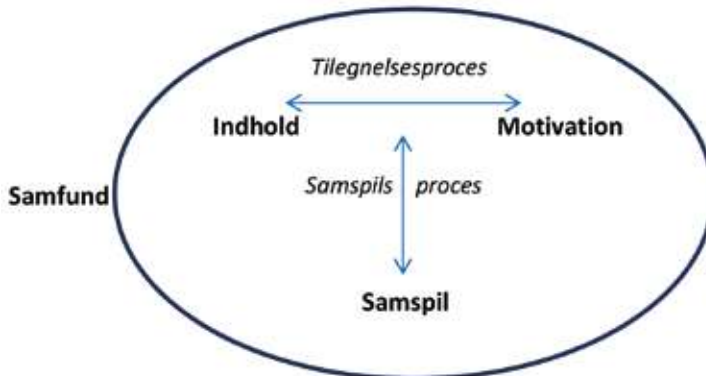 Tilegnelsesproces
Indhold Motivation
Samspils proces
Samfund
Samspil